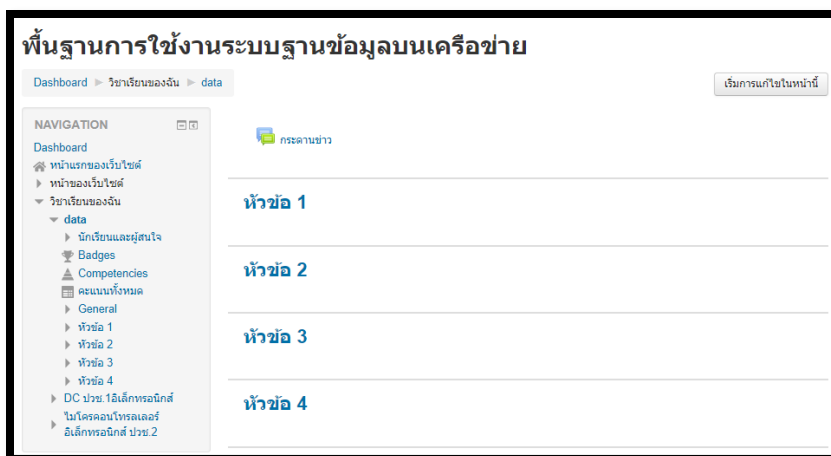 พื้นฐานการใช้งานระบบฐานข้อมูลบนเครือข่าย
Dashboard วิชาเรียนของฉัน data
เริ่มการแก้ไขในหน้านี้
NAVIGATION
Dashboard
หน้าแรกของเว็บไซต์
หน้าของเว็บไซต์
วิชาเรียนของฉัน
data
นักเรียนและผู้สนใจ
Badges
Competencies
คะแนนทั้งหมด
General
หัวข้อ 1
หัวข้อ 2
หัวข้อ 3
หัวข้อ 4
DC ปวช.1อิเล็กทรอนิกส์
ไมโครคอนโทรลเลอร์
อิเล็กทรอนิกส์ ปวช.2
กระดานข่าว
หัวข้อ 1
หัวข้อ 2
หัวข้อ 3
หัวข้อ 4